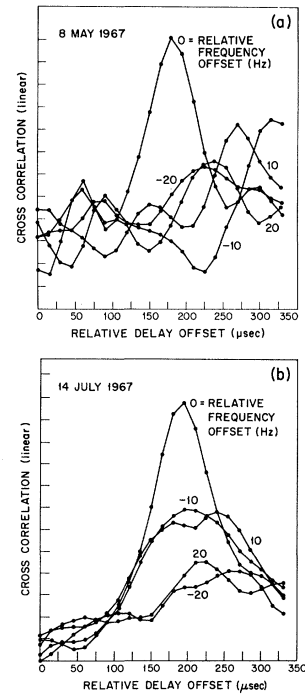 (a)
8 MAY 1967
0 = RELATIVE
FREQUENCY
OFFSET (Hz)
CROSS CORRELATION (linear)
-20
10
20
-10
0 50 100 150 200 250 300
RELATIVE DELAY OFFSET (μsec)
(b)
14 JULY 1967
0 = RELATIVE
FREQUENCY
OFFSET (Hz)
CROSS CORRELATION (linear)
-10
10
20
-20
0 50 100 150 200 250 300
RELATIVE DELAY OFFSET (μsec)